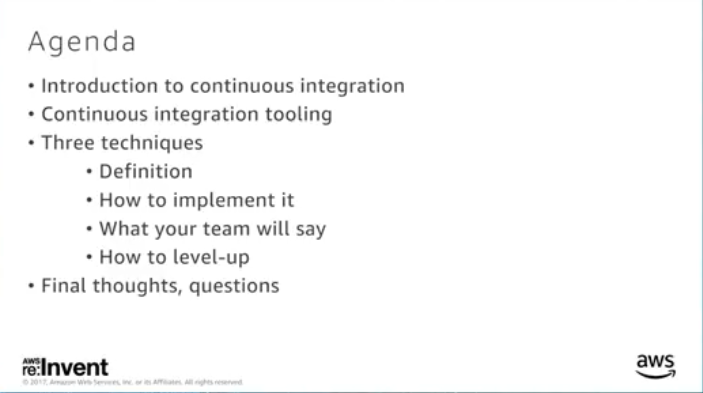 Agenda
• Introduction to continuous integration
• Continuous integration tooling
• Three techniques
• Definition
• How to implement it
• What your team will say
• How to level-up
• Final thoughts, questions
AWS
re:Invent
© 2017, Amazon Web Services, Inc. or its Affiliates. All rights reserved.
aws